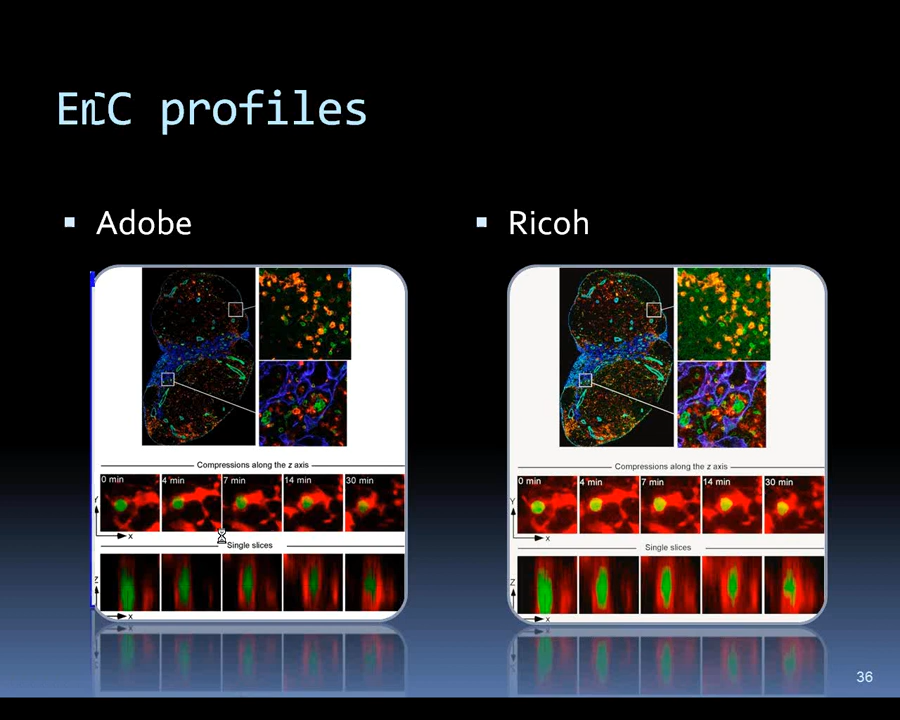 profiles
Adobe
Ricoh
Compressions along the z axis
0 min 4 min 7 min 14 min 30 min
Y
x
Single slices
Z
x
Compressions along the z axis
0 min 4 min 7 min 14 min 30 min
Y
x
Single slices
Z
x
36